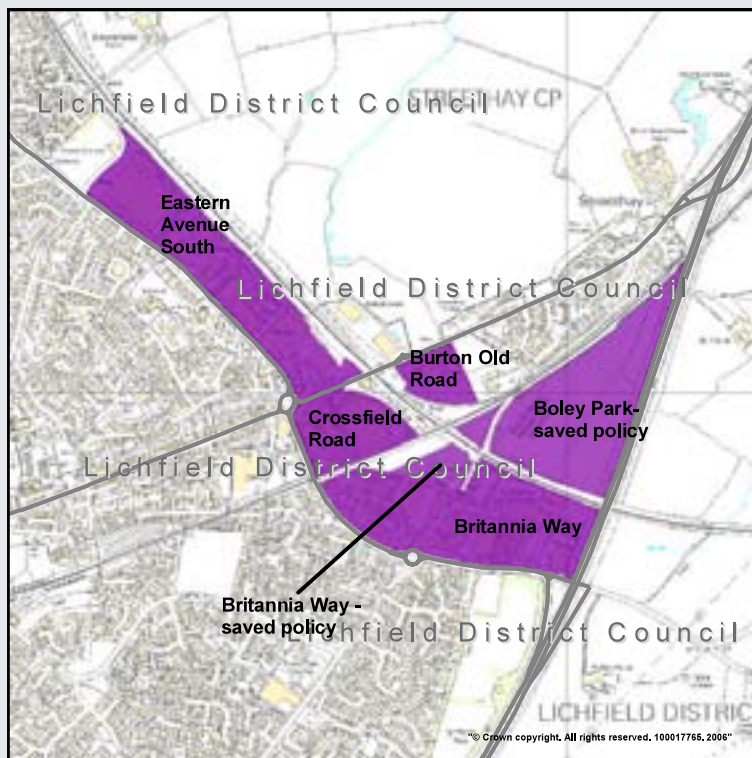 Lichfield District Council
STREETHAY CP
Eastern
Avenue
South
Streethay
Lichfield District Council
Burton Old
Road
Boley Park-
saved policy
Crossfield
Road
Lichfield District Council
Britannia Way
Britannia Way -
saved policy
Lichfield District Council
LICHFIELD DISTRIC
"© Crown copyright. All rights reserved. 100017765. 2006"